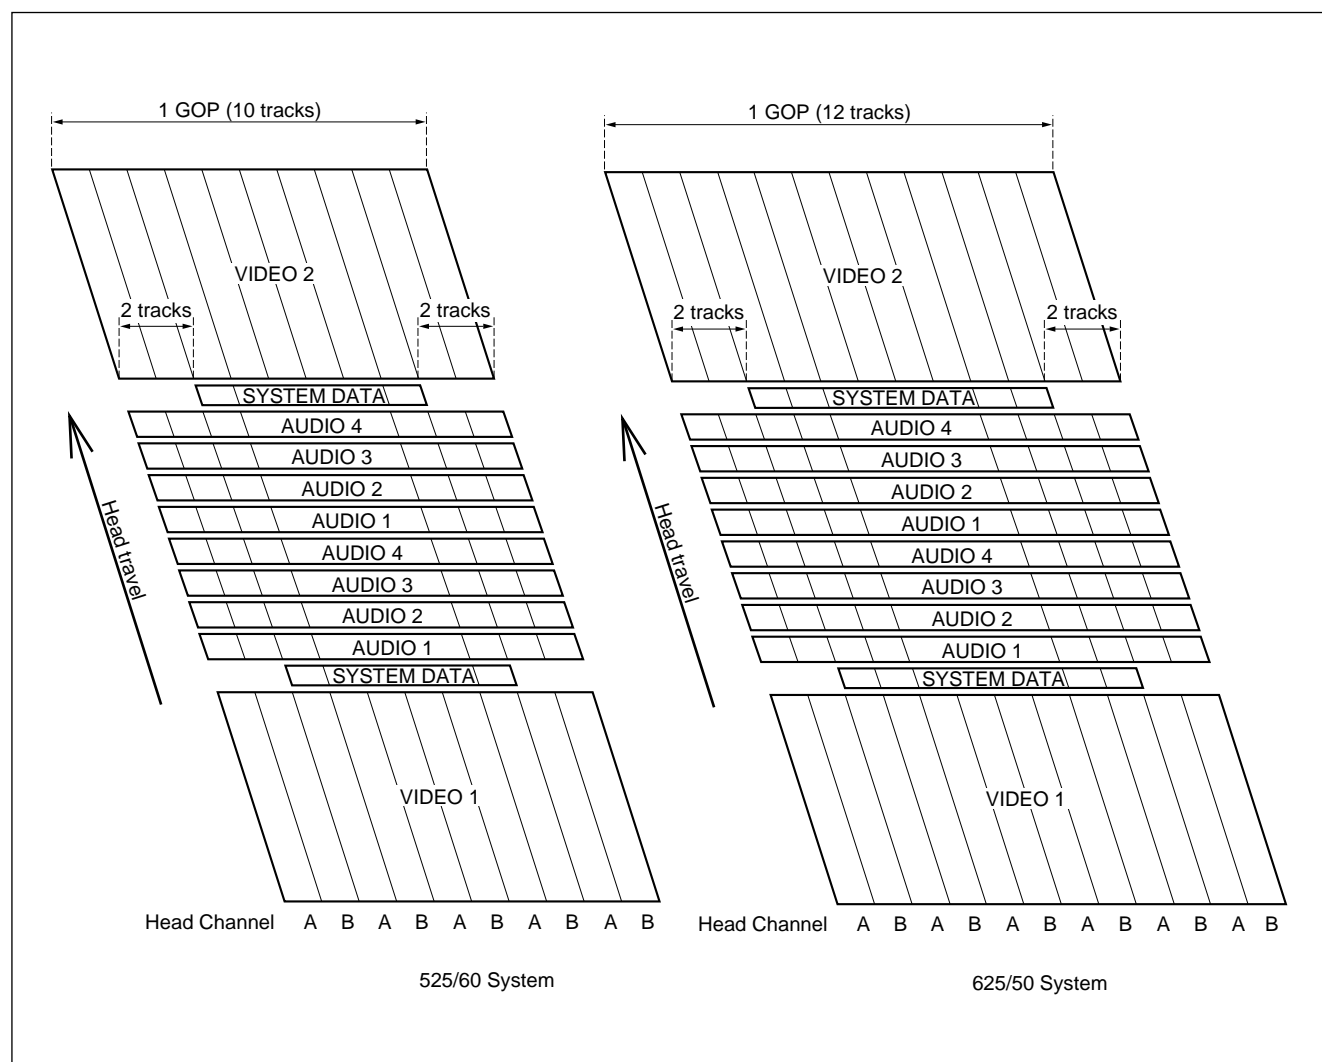 1 GOP (10 tracks)
VIDEO 2
2 tracks
2 tracks
SYSTEM DATA
AUDIO 4
AUDIO 3
AUDIO 2
AUDIO 1
AUDIO 4
AUDIO 3
AUDIO 2
AUDIO 1
SYSTEM DATA
Head travel
VIDEO 1
Head Channel A B A B A B A B A B
525/60 System
1 GOP (12 tracks)
VIDEO 2
2 tracks
2 tracks
SYSTEM DATA
AUDIO 4
AUDIO 3
AUDIO 2
AUDIO 1
AUDIO 4
AUDIO 3
AUDIO 2
AUDIO 1
SYSTEM DATA
Head travel
VIDEO 1
Head Channel A B A B A B A B A B A B
625/50 System